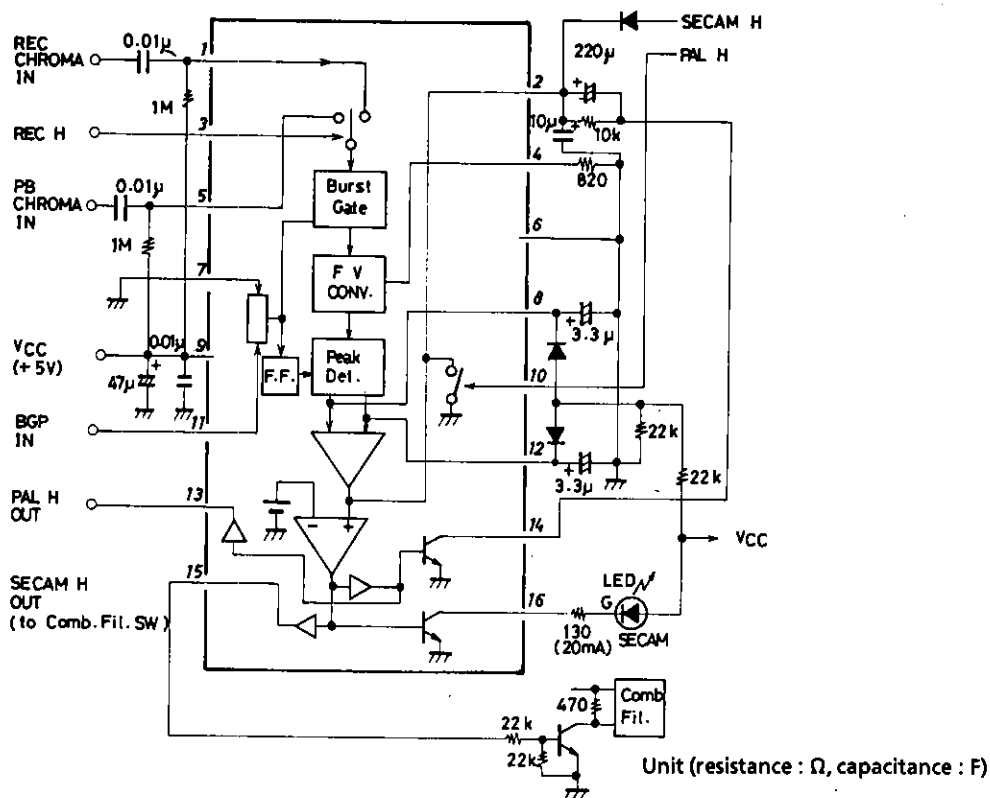 REC
CHROMA
IN
0.01μ
1
1M
REC H
3
PB
CHROMA
IN
0.01μ
5
1M
7
VCC
(+5V)
0.01μ
9
47μ
BGP
IN
11
PAL H
OUT
13
SECAM H
OUT
(to Comb. Fil. SW)
15
Burst
Gate
F V
CONV.
Peak
Det.
F.F.
-
+
SECAM H
220μ
PAL H
2
+
10μ
+
10k
4
820
6
8
+
3.3μ
10
22k
12
+
3.3μ
22k
14
VCC
LED
16
G
130
(20mA)
SECAM
470
Comb
Fil.
22k
22k
Unit (resistance : Ω, capacitance : F)